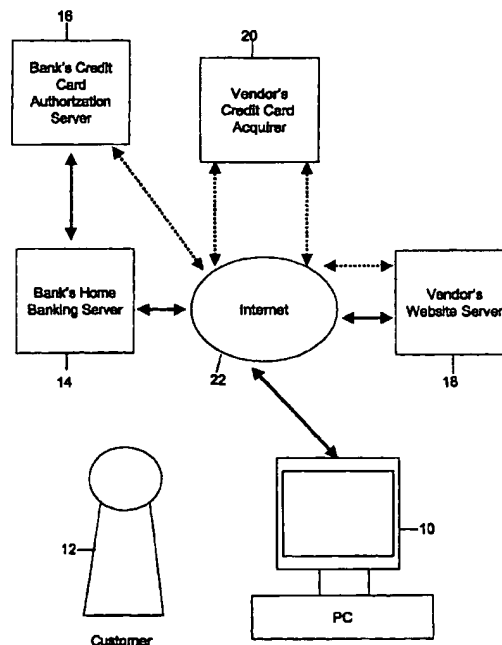 16
Bank's Credit
Card
Authorization
Server
20
Vendor's
Credit Card
Acquirer
Bank's Home
Banking Server
14
Internet
22
Vendor's
Website Server
18
12
Customer
10
PC